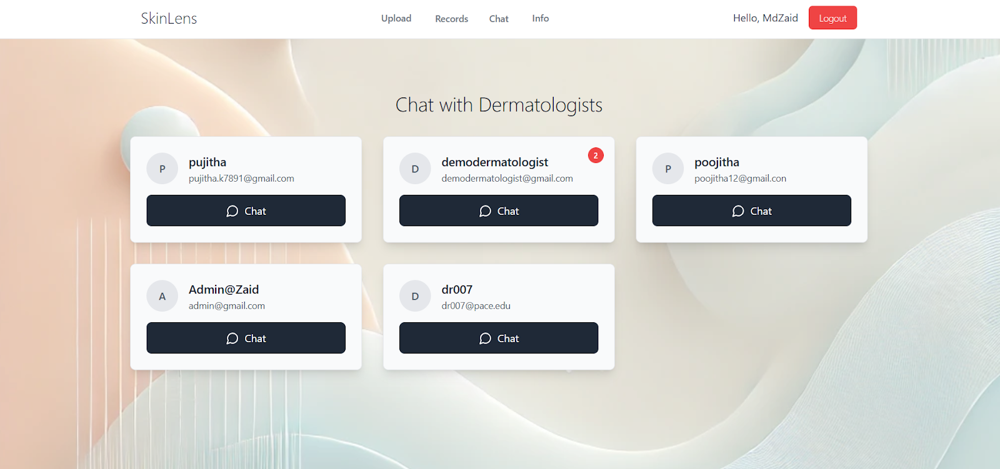 SkinLens
Upload Records Chat Info
Hello, MdZaid
Logout
Chat with Dermatologists
P
pujitha
pujitha.k7891@gmail.com
Chat
D
demodermatologist
2
demodermatologist@gmail.com
Chat
P
poojitha
poojitha12@gmail.con
Chat
A
Admin@Zaid
admin@gmail.com
Chat
D
dr007
dr007@pace.edu
Chat